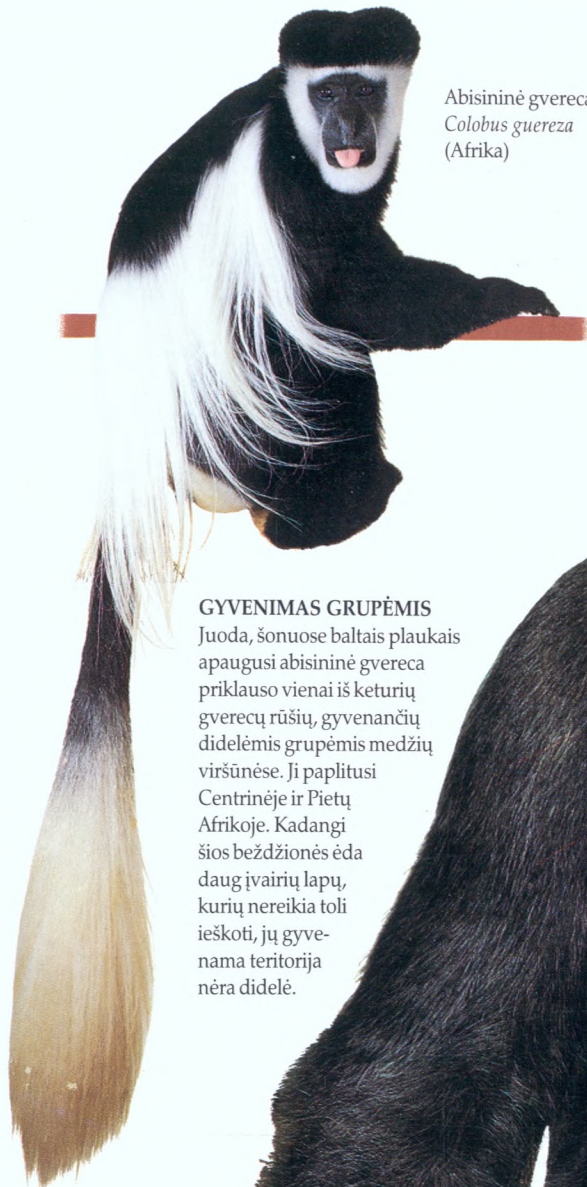 Abisininė gvereca
Colobus guereza
(Afrika)
GYVENIMAS GRUPĖMIS
Juoda, šonuose baltais plaukais
apaugusi abisininė gvereca
priklauso vienai iš keturių
gverecų rūšių, gyvenančių
didelėmis grupėmis medžių
viršūnėse. Ji paplitusi
Centrinėje ir Pietų
Afrikoje. Kadangi
šios beždžionės ėda
daug įvairių lapų,
kurių nereikia toli
ieškoti, jų gyve-
nama teritorija
nėra didelė.